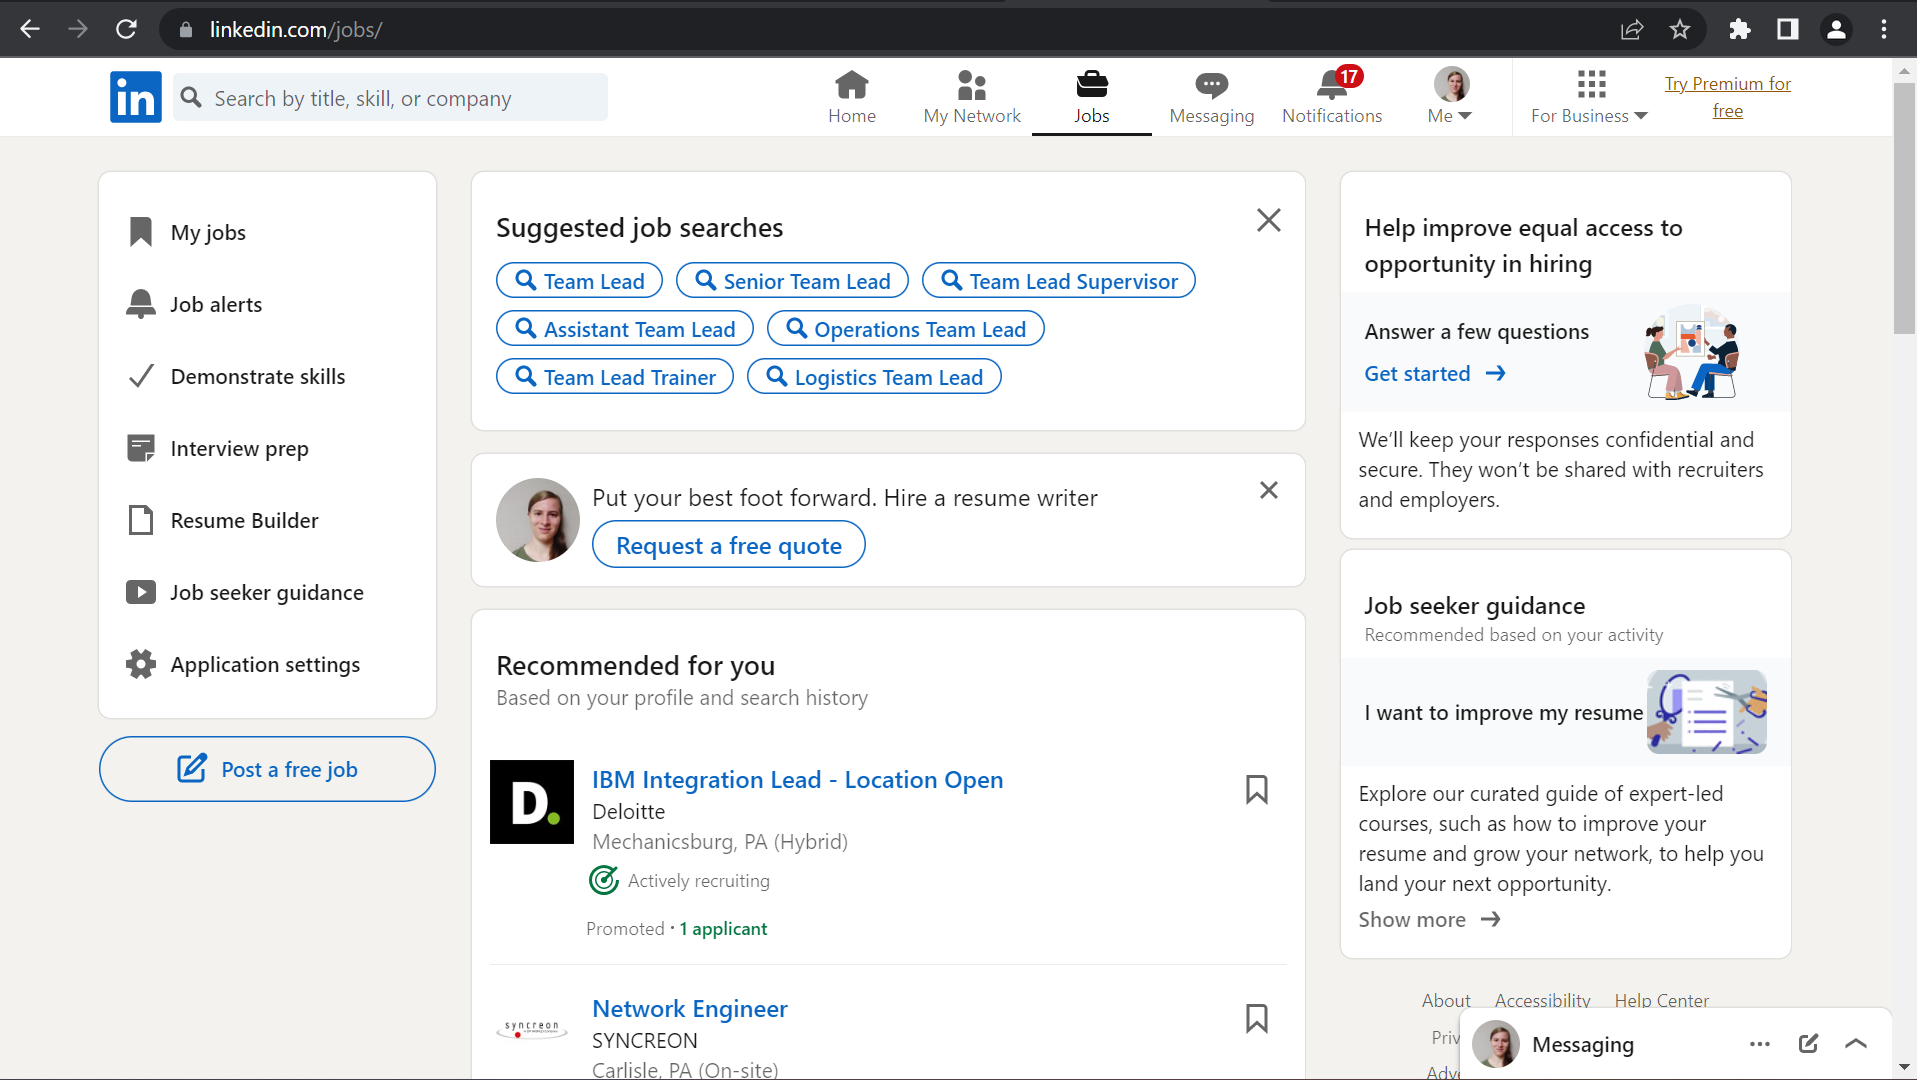 linkedin.com/jobs/
in
Search by title, skill, or company
Home
My Network
Jobs
Messaging
17
Notifications
Me
For Business
Try Premium for
free
My jobs
Job alerts
Demonstrate skills
Interview prep
Resume Builder
Job seeker guidance
Application settings
Post a free job
Suggested job searches
Team Lead
Senior Team Lead
Team Lead Supervisor
Assistant Team Lead
Operations Team Lead
Team Lead Trainer
Logistics Team Lead
Put your best foot forward. Hire a resume writer
Request a free quote
Recommended for you
Based on your profile and search history
D.
IBM Integration Lead - Location Open
Deloitte
Mechanicsburg, PA (Hybrid)
Actively recruiting
Promoted · 1 applicant
syncreon
Network Engineer
SYNCREON
Carlisle, PA (On-site)
Help improve equal access to
opportunity in hiring
Answer a few questions
Get started
We’ll keep your responses confidential and
secure. They won’t be shared with recruiters
and employers.
Job seeker guidance
Recommended based on your activity
I want to improve my resume
Explore our curated guide of expert-led
courses, such as how to improve your
resume and grow your network, to help you
land your next opportunity.
Show more
About Accessibility Help Center
Messaging